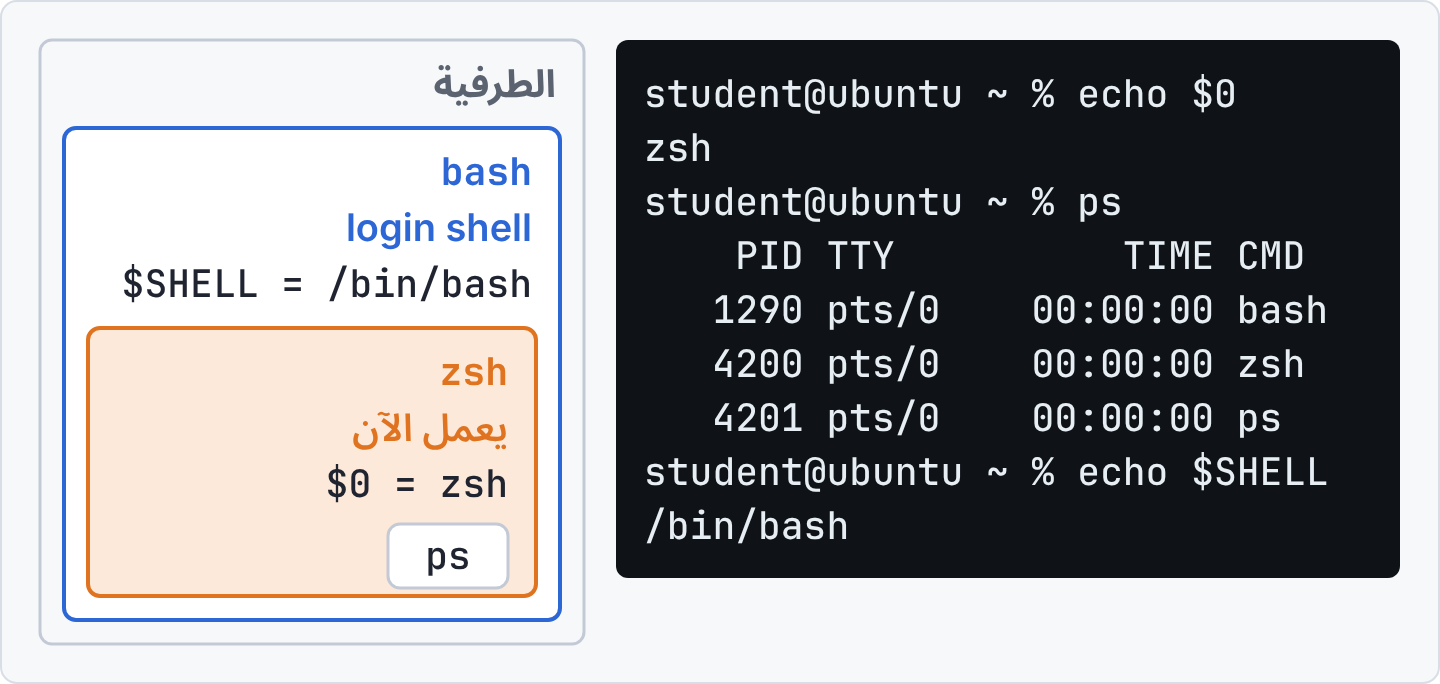 الطرفية
bash
login shell
$SHELL = /bin/bash
zsh
يعمل الآن
$0 = zsh
ps
student@ubuntu ~ % echo $0
zsh
student@ubuntu ~ % ps
    PID TTY          TIME CMD
   1290 pts/0    00:00:00 bash
   4200 pts/0    00:00:00 zsh
   4201 pts/0    00:00:00 ps
student@ubuntu ~ % echo $SHELL
/bin/bash